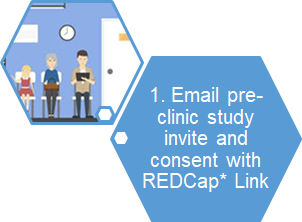 1. Email pre-
clinic study
invite and
consent with
REDCap* Link